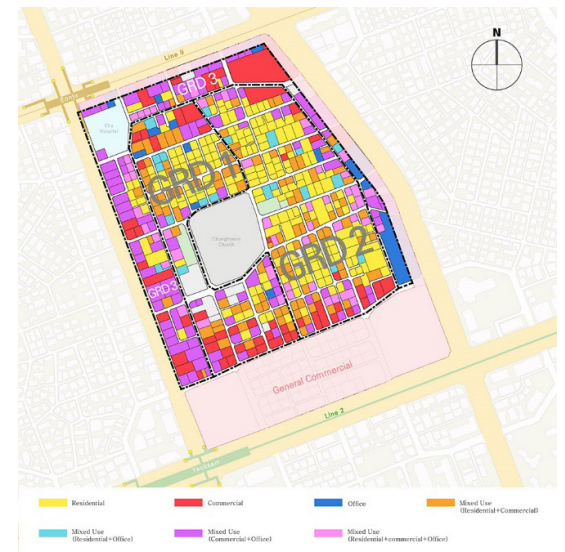 N
Line 9
GRD 3
GRD 1
GRD 2
GRD 3
General Commercial
Line 2
Residential
Commercial
Office
Mixed Use
(Residential+Commercial)
Mixed Use
(Residential+Office)
Mixed Use
(Commercial+Office)
Mixed Use
(Residential+commercial+Office)